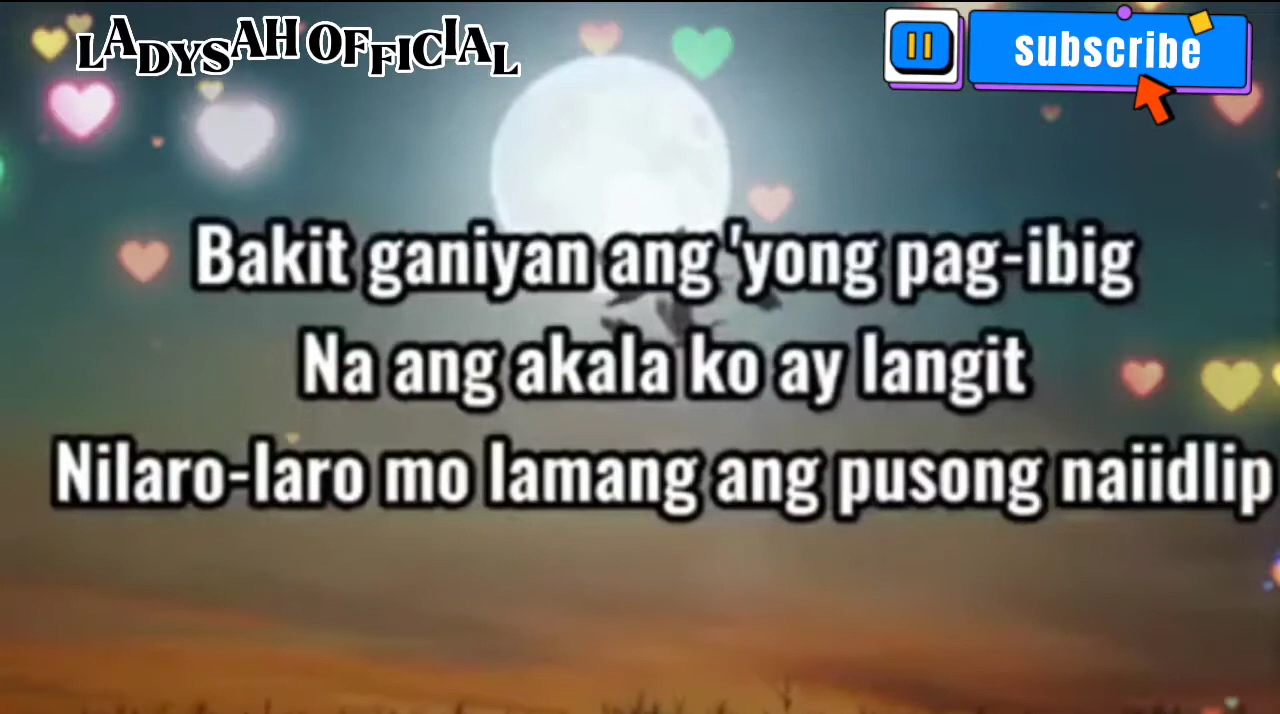 LADYSAH OFFICIAL
subscribe
Bakit ganiyan ang 'yong pag-ibig
Na ang akala ko ay langit
Nilaro-laro mo lamang ang pusong naiidlip